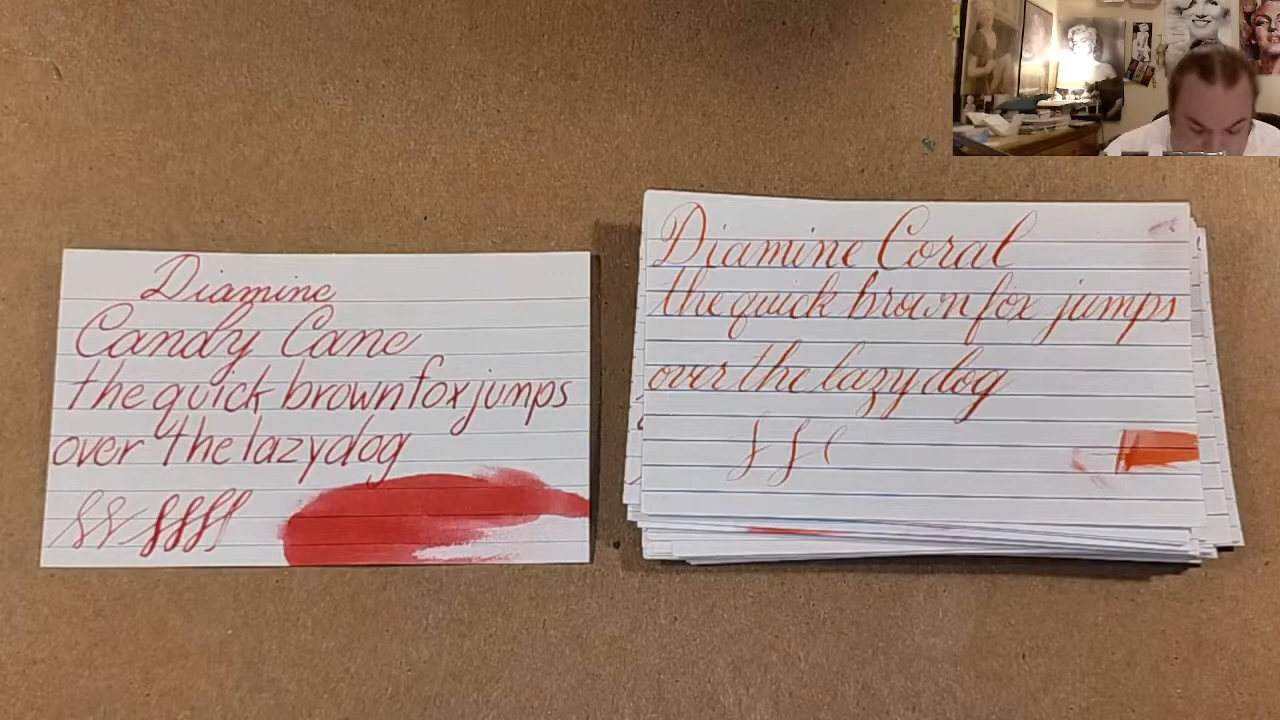 Diamine
Candy Cane
the quick brown fox jumps
over the lazy dog
Diamine Coral
the quick brown fox jumps
over the lazy dog